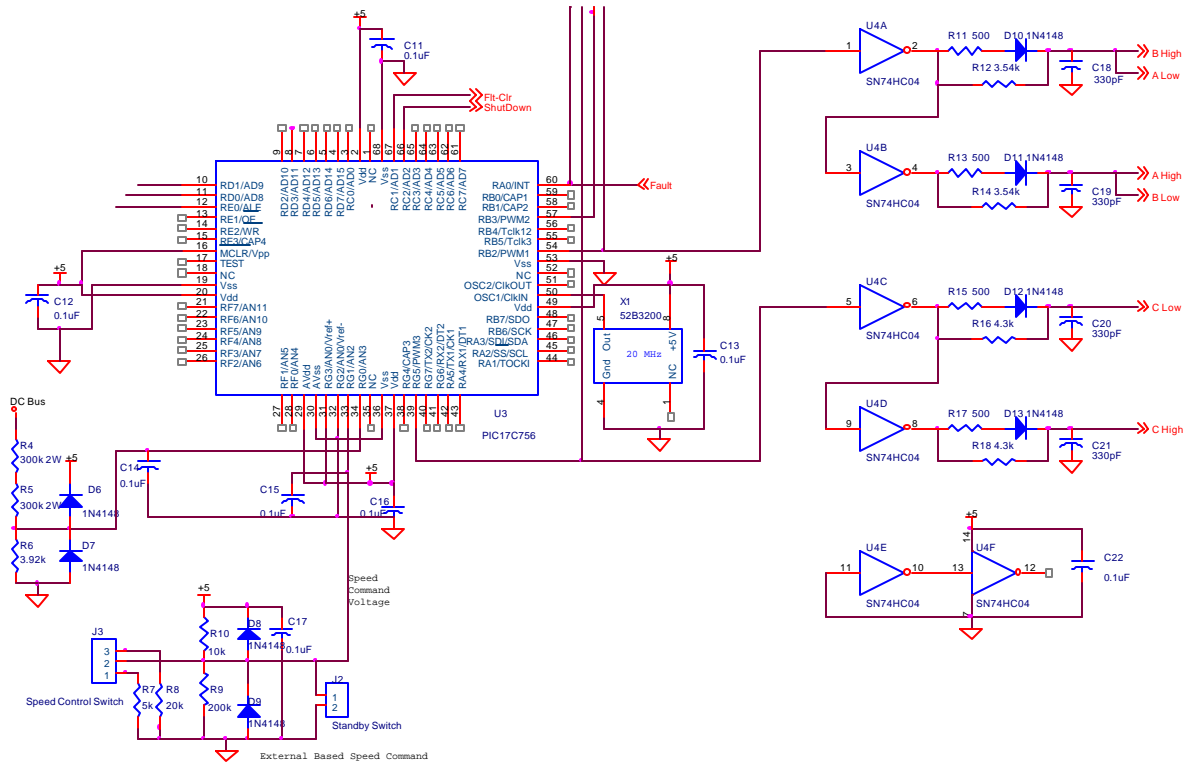 +5
C11
0.1uF
Flt-Clr
ShutDown
9
8
7
6
5
4
3
2
1
68
67
66
65
64
63
62
61
RD2/AD10
RD3/AD11
RD4/AD12
RD5/AD13
RD6/AD14
RD7/AD15
RC0/AD0
Vdd
NC
Vss
RC1/AD1
RC2/AD2
RC3/AD3
RC4/AD4
RC5/AD5
RC6/AD6
RC7/AD7
10 RD1/AD9
11 RD0/AD8
12 RE0/ALE
13 RE1/OE
14 RE2/WR
15 RE3/CAP4
16 MCLR/Vpp
17 TEST
18 NC
19 Vss
20 Vdd
21 RF7/AN11
22 RF6/AN10
23 RF5/AN9
24 RF4/AN8
25 RF3/AN7
26 RF2/AN6
RA0/INT 60
RB0/CAP1 59
RB1/CAP2 58
RB3/PWM2 57
RB4/Tclk12 56
RB5/Tclk3 55
RB2/PWM1 54
Vss 53
NC 52
OSC2/ClkOUT 51
OSC1/ClkIN 50
Vdd 49
RB7/SDO 48
RB6/SCK 47
RA3/SDI/SDA 46
RA2/SS/SCL 45
RA1/TOCKI 44
RF1/AN5
RF0/AN4
AVdd
AVss
RG3/AN0/Vref+
RG2/AN0/Vref-
RG1/AN2
RG0/AN3
NC
Vss
Vdd
RG4/CAP3
RG5/PWM3
RG7/TX2/CK2
RG6/RX2/DT2
RA5/TX1/CK1
RA4/RX1/DT1
27
28
29
30
31
32
33
34
35
36
37
38
39
40
41
42
43
U3
PIC17C756
Fault
+5
C12
0.1uF
+5
X1
52B3200
5
8
Out
+5V
20 MHz
Gnd
NC
4
1
C13
0.1uF
DC Bus
R4
300k 2W
R5
300k 2W
R6
3.92k
+5
D6
1N4148
D7
1N4148
C14
0.1uF
C15
0.1uF
+5
C16
0.1uF
Speed
Command
Voltage
+5
R10
10k
D8
1N4148
C17
0.1uF
J3
3
2
1
Speed Control Switch
R7
5k
R8
20k
R9
200k
D9
1N4148
J2
1
2
Standby Switch
External Based Speed Command
U4A
1
2
SN74HC04
R11 500
D10 1N4148
R12 3.54k
C18
330pF
B High
A Low
U4B
3
4
SN74HC04
R13 500
D11 1N4148
R14 3.54k
C19
330pF
A High
B Low
U4C
5
6
SN74HC04
R15 500
D12 1N4148
R16 4.3k
C20
330pF
C Low
U4D
9
8
SN74HC04
R17 500
D13 1N4148
R18 4.3k
C21
330pF
C High
+5
U4E
11
10
SN74HC04
14
U4F
13
12
SN74HC04
7
C22
0.1uF